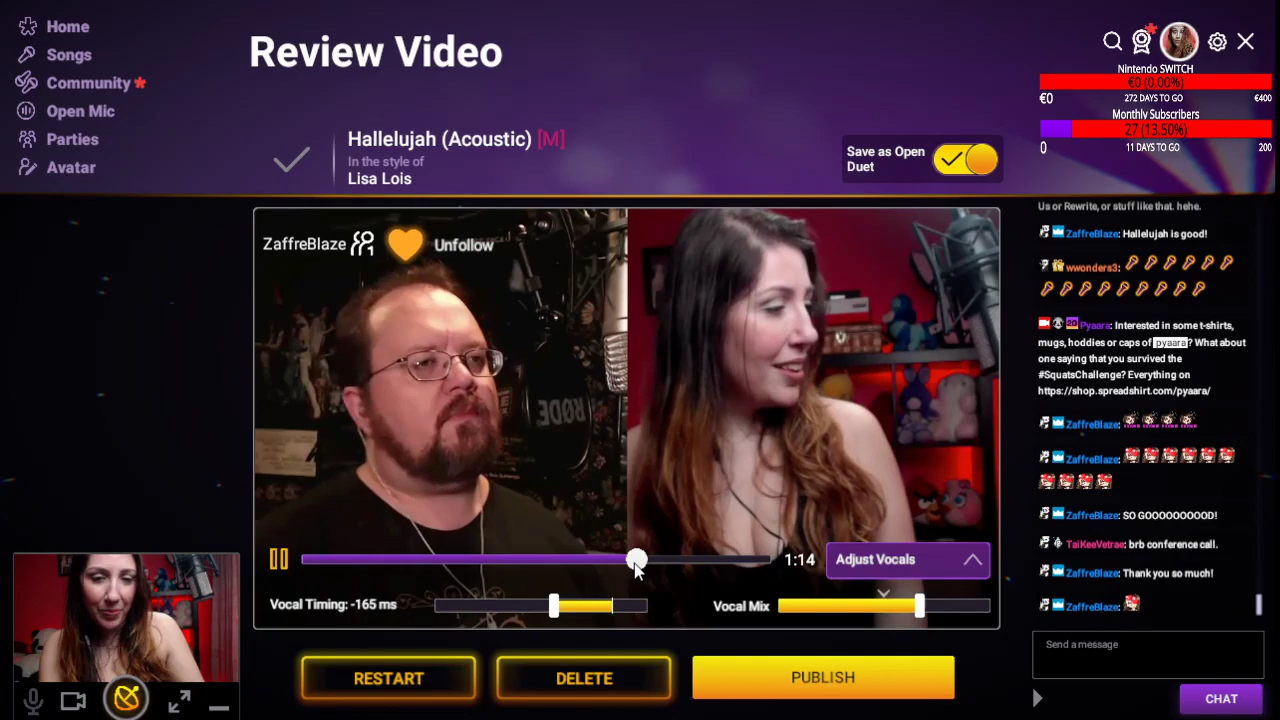 Home
Songs
Community *
Open Mic
Parties
Avatar
Review Video
Hallelujah (Acoustic) [M]
In the style of
Lisa Lois
Save as Open
Duet
Nintendo SWITCH
€0 (0.00%)
€0 272 DAYS TO GO €400
Monthly Subscribers
27 (13.50%)
0 11 DAYS TO GO 200
ZaffreBlaze Unfollow
RØDE
1:14
Adjust Vocals
Vocal Timing: -165 ms
Vocal Mix
RESTART
DELETE
PUBLISH
Us or Rewrite, or stuff like that. hehe.
ZaffreBlaze: Hallelujah is good!
wwonders3:
20 Pyaara: Interested in some t-shirts,
mugs, hoddies or caps of pyaara? What about
one saying that you survived the
#SquatsChallenge? Everything on
https://shop.spreadshirt.com/pyaara/
ZaffreBlaze:
ZaffreBlaze:
ZaffreBlaze: SO GOOOOOOOOD!
TaiKeeVetrae: brb conference call.
ZaffreBlaze: Thank you so much!
ZaffreBlaze:
Send a message
CHAT